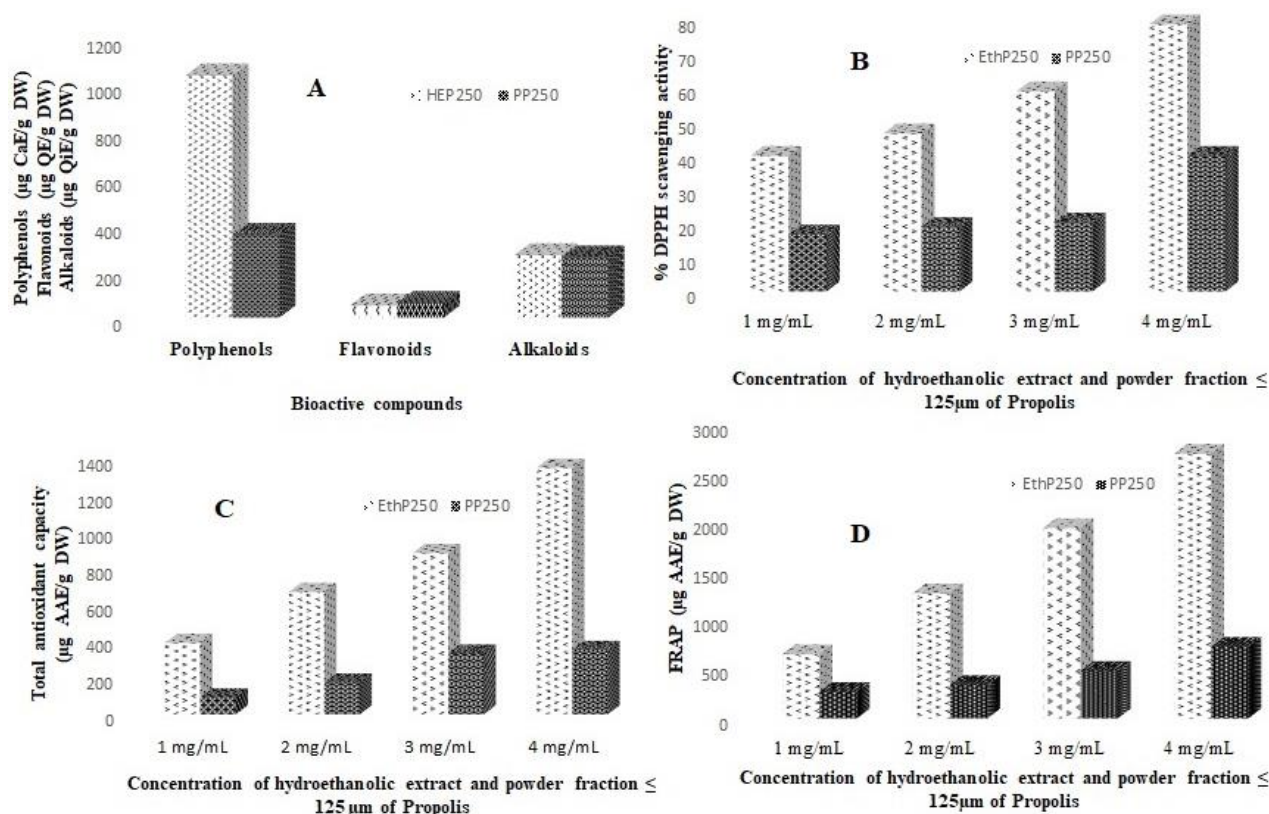 A
HEP250 PP250
Polyphenols (µg CaE/g DW)
Flavonoids (µg QE/g DW)
Alkaloids (µg QiE/g DW)
1200
1000
800
600
400
200
0
Polyphenols Flavonoids Alkaloids
Bioactive compounds
B
EthP250 PP250
% DPPH scavenging activity
80
70
60
50
40
30
20
10
0
1 mg/mL 2 mg/mL 3 mg/mL 4 mg/mL
Concentration of hydroethanolic extract and powder fraction ≤
125µm of Propolis
C
EthP250 PP250
Total antioxidant capacity
(µg AAE/g DW)
1400
1200
1000
800
600
400
200
0
1 mg/mL 2 mg/mL 3 mg/mL 4 mg/mL
Concentration of hydroethanolic extract and powder fraction ≤
125 µm of Propolis
D
EthP250 PP250
FRAP (µg AAE/g DW)
3000
2500
2000
1500
1000
500
0
1 mg/mL 2 mg/mL 3 mg/mL 4 mg/mL
Concentration of hydroethanolic extract and powder fraction ≤
125µm of Propolis